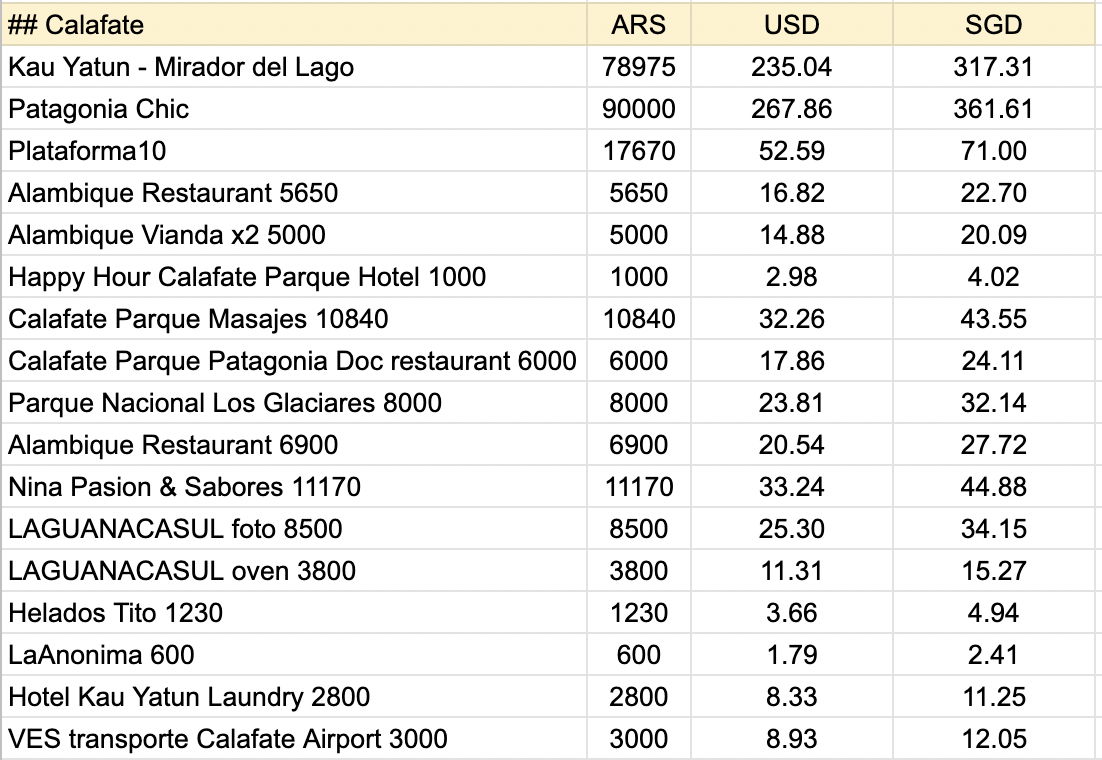 ## Calafate ARS USD SGD
Kau Yatun - Mirador del Lago 78975 235.04 317.31
Patagonia Chic 90000 267.86 361.61
Plataforma10 17670 52.59 71.00
Alambique Restaurant 5650 5650 16.82 22.70
Alambique Vianda x2 5000 5000 14.88 20.09
Happy Hour Calafate Parque Hotel 1000 1000 2.98 4.02
Calafate Parque Masajes 10840 10840 32.26 43.55
Calafate Parque Patagonia Doc restaurant 6000 6000 17.86 24.11
Parque Nacional Los Glaciares 8000 8000 23.81 32.14
Alambique Restaurant 6900 6900 20.54 27.72
Nina Pasion & Sabores 11170 11170 33.24 44.88
LAGUANACASUL foto 8500 8500 25.30 34.15
LAGUANACASUL oven 3800 3800 11.31 15.27
Helados Tito 1230 1230 3.66 4.94
LaAnonima 600 600 1.79 2.41
Hotel Kau Yatun Laundry 2800 2800 8.33 11.25
VES transporte Calafate Airport 3000 3000 8.93 12.05